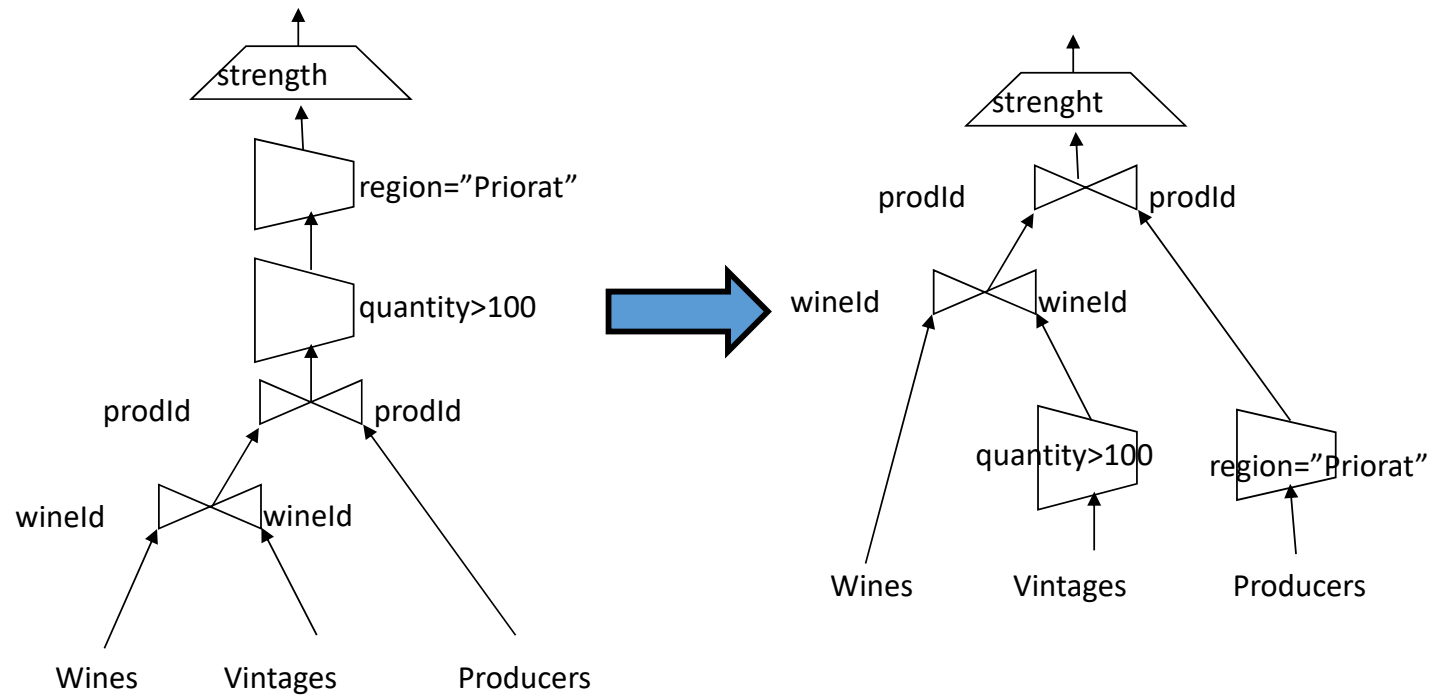 strength
region=”Priorat”
quantity>100
prodId prodId
wineId wineId
Wines Vintages Producers
strenght
prodId prodId
wineId wineId
quantity>100 region=”Priorat”
Wines Vintages Producers